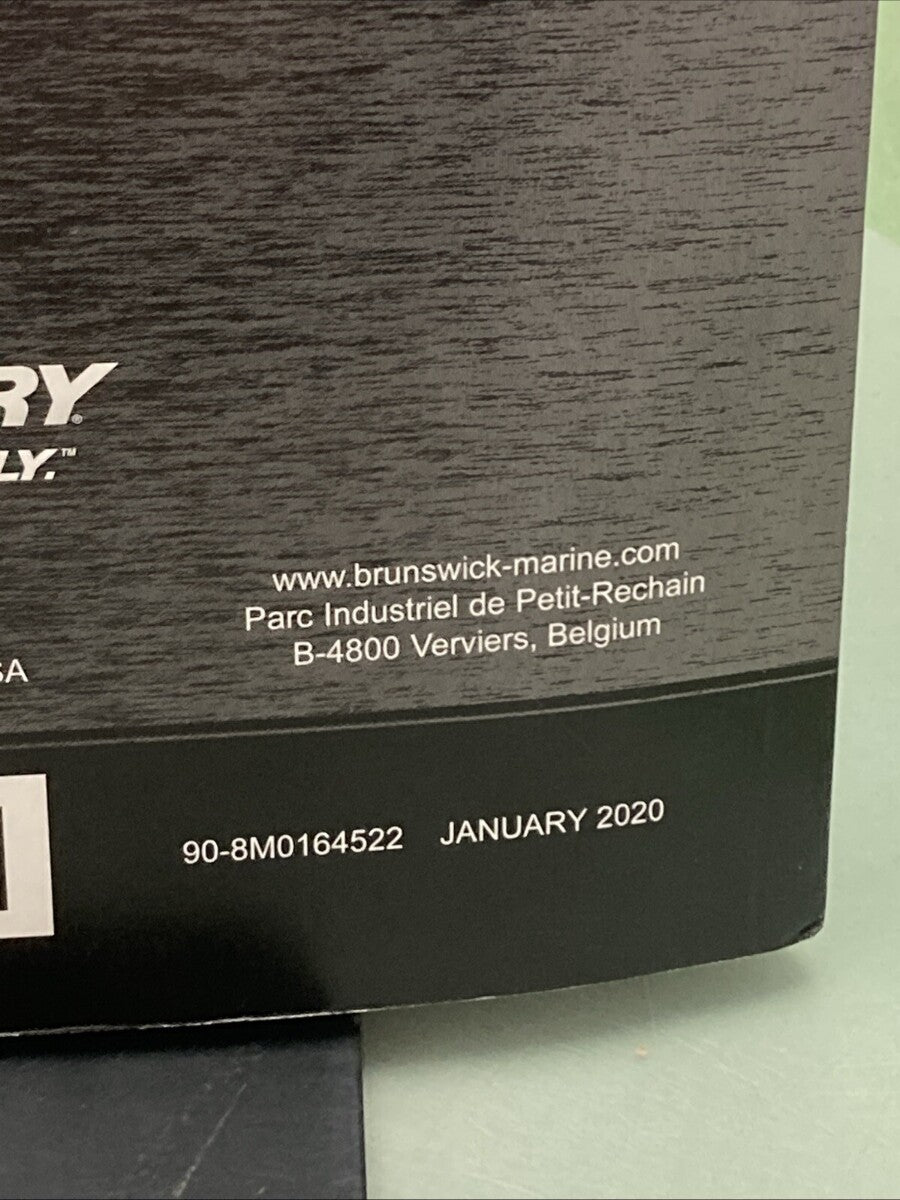 RY®
LY.™
www.brunswick-marine.com
Parc Industriel de Petit-Rechain
B-4800 Verviers, Belgium
SA
90-8M0164522 JANUARY 2020